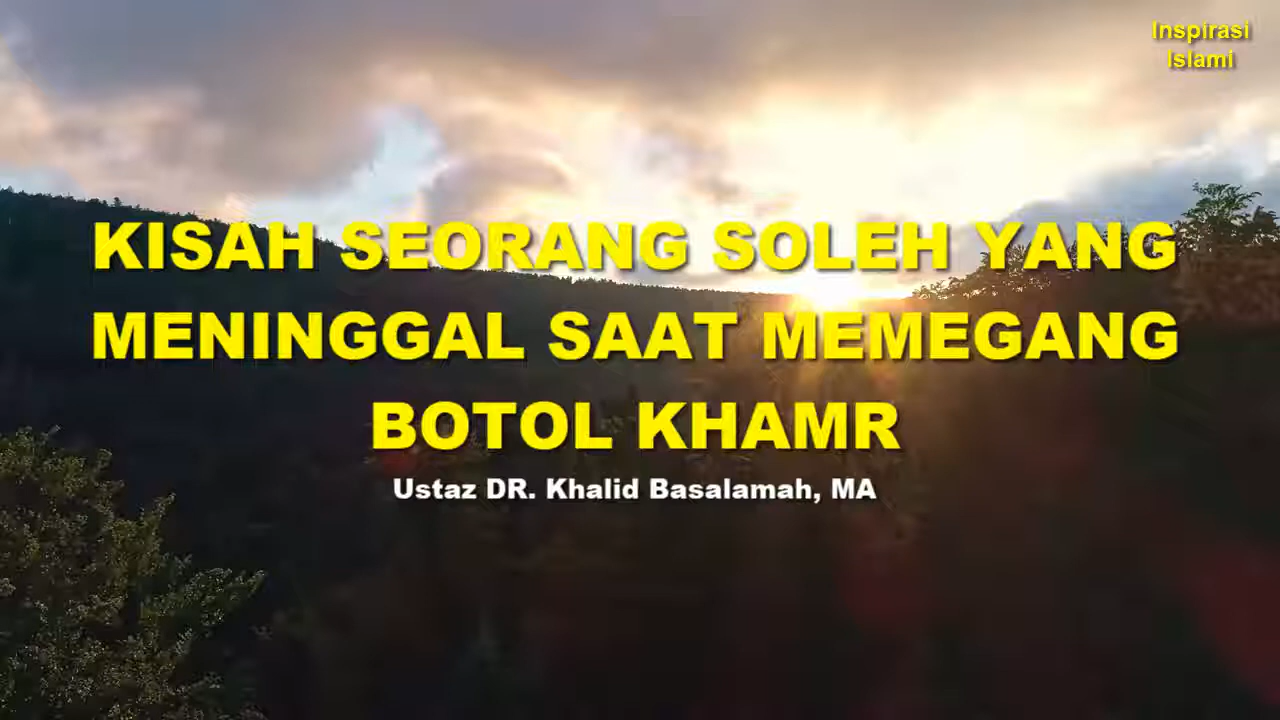 Inspirasi
Islami
KISAH SEORANG SOLEH YANG
MENINGGAL SAAT MEMEGANG
BOTOL KHAMR
Ustaz DR. Khalid Basalamah, MA